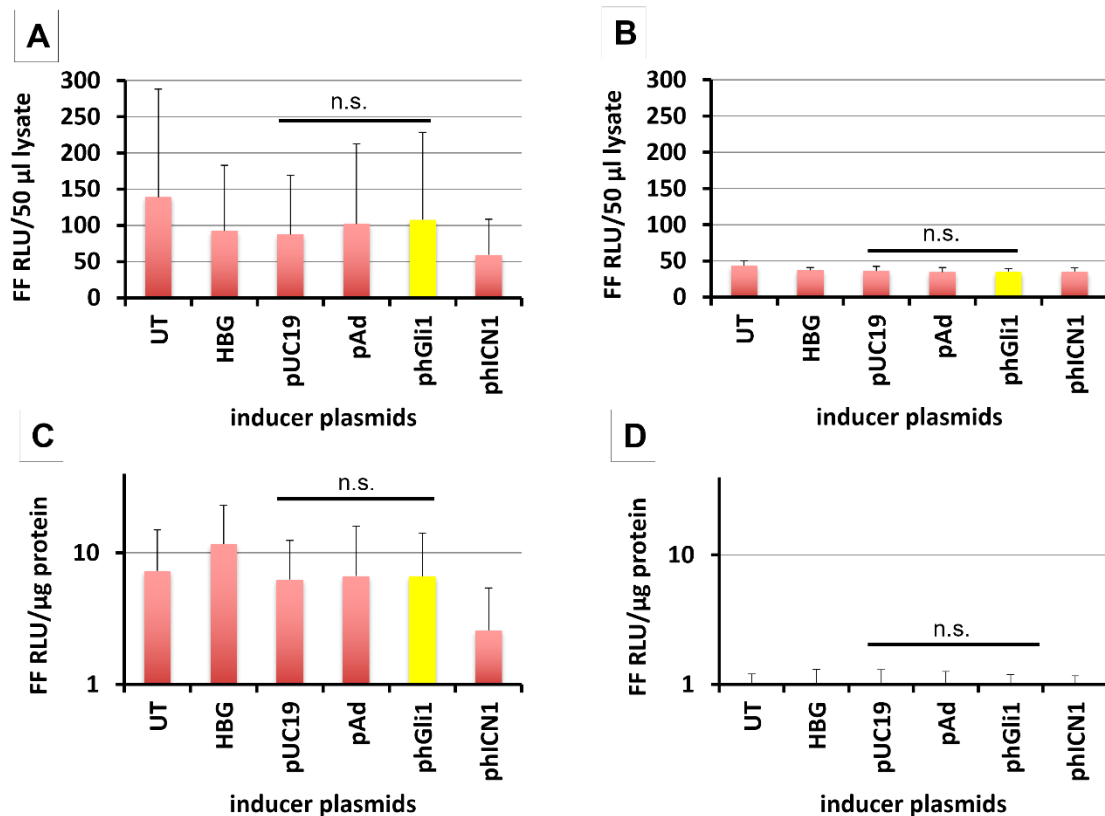 A
FF RLU/50 µl lysate
300
250
200
150
100
50
0
n.s.
UT
HBG
pUC19
pAd
phGli1
phICN1
inducer plasmids
B
FF RLU/50 µl lysate
300
250
200
150
100
50
0
n.s.
UT
HBG
pUC19
pAd
phGli1
phICN1
inducer plasmids
C
FF RLU/µg protein
10
1
n.s.
UT
HBG
pUC19
pAd
phGli1
phICN1
inducer plasmids
D
FF RLU/µg protein
10
1
n.s.
UT
HBG
pUC19
pAd
phGli1
phICN1
inducer plasmids